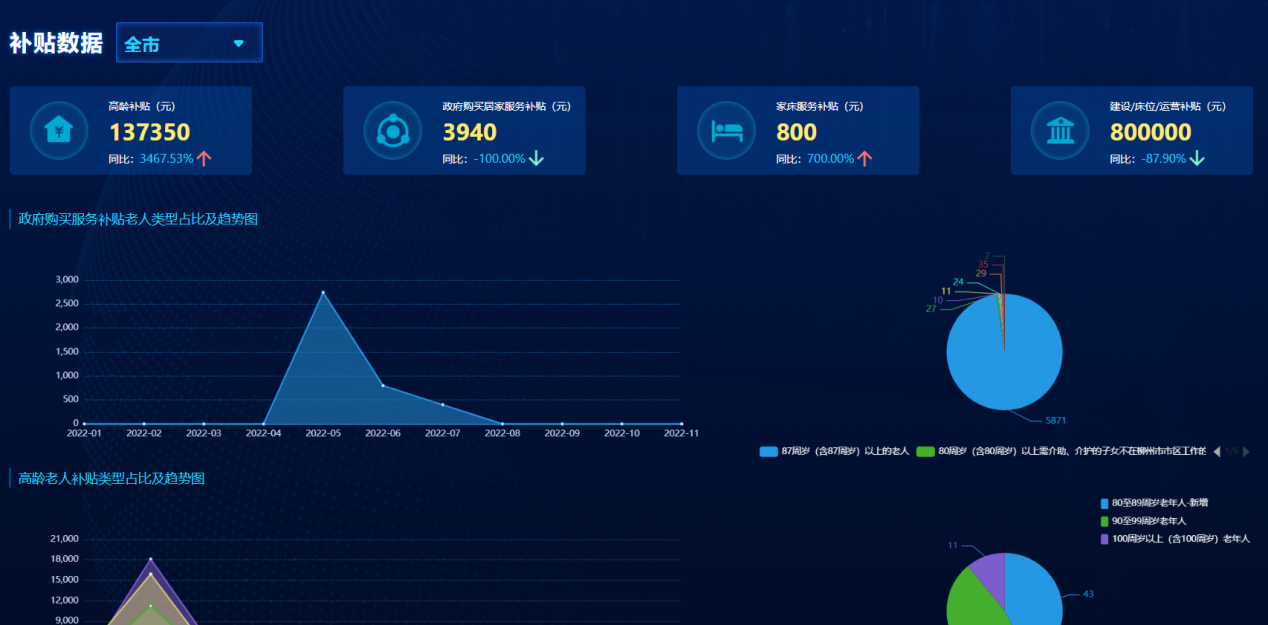 补贴数据
全市
高龄补贴（元）
137350
同比: 3467.53%
政府购买居家服务补贴（元）
3940
同比: -100.00%
家床服务补贴（元）
800
同比: 700.00%
建设/床位/运营补贴（元）
800000
同比: -87.90%
政府购买服务补贴老人类型占比及趋势图
3,000
2,500
2,000
1,500
1,000
500
0
2022-01 2022-02 2022-03 2022-04 2022-05 2022-06 2022-07 2022-08 2022-09 2022-10 2022-11
2
35
29
24
11
10
27
5871
87周岁（含87周岁）以上的老人
80周岁（含80周岁）以上需介助、介护的子女不在柳州市市区工作的
1/6
高龄老人补贴类型占比及趋势图
21,000
18,000
15,000
12,000
9,000
80至89周岁老年人-新增
90至99周岁老年人
100周岁以上（含100周岁）老年人
11
43